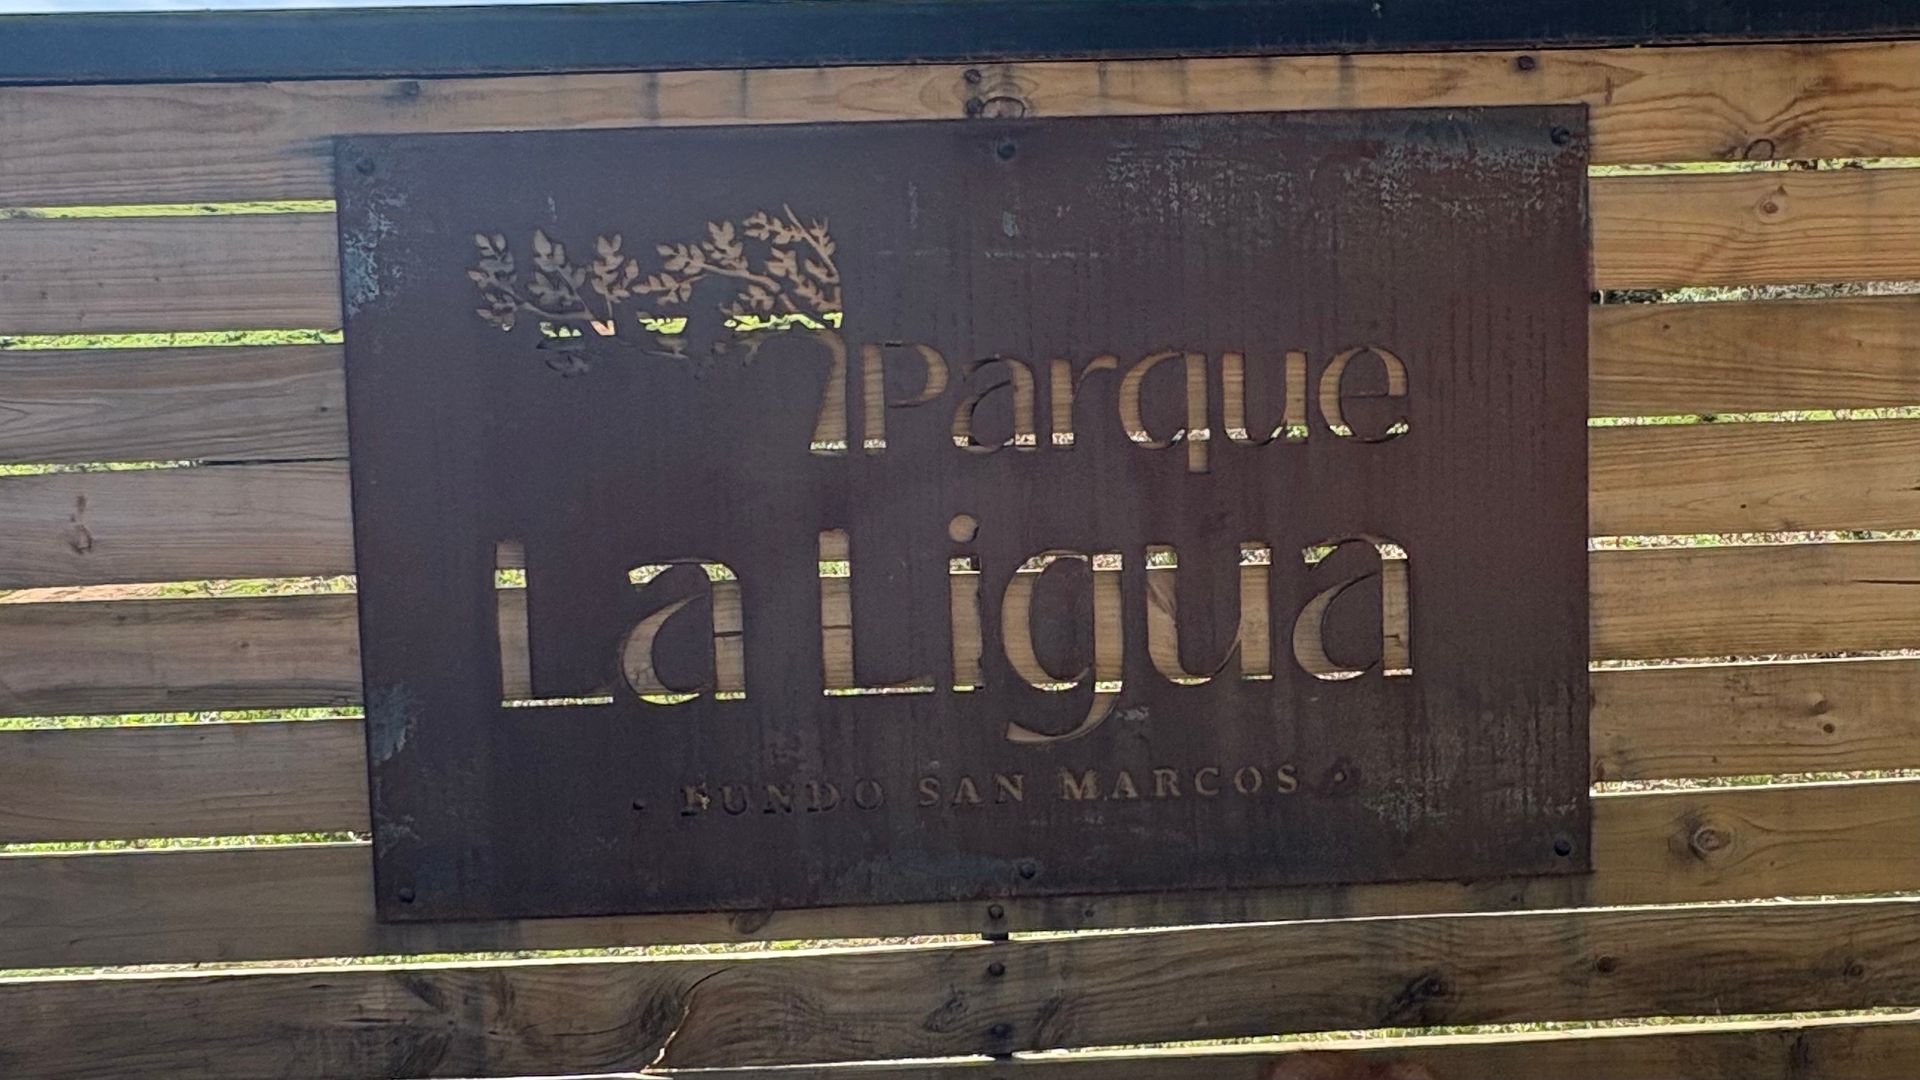 Parque
La Ligua
· FUNDO SAN MARCOS ·